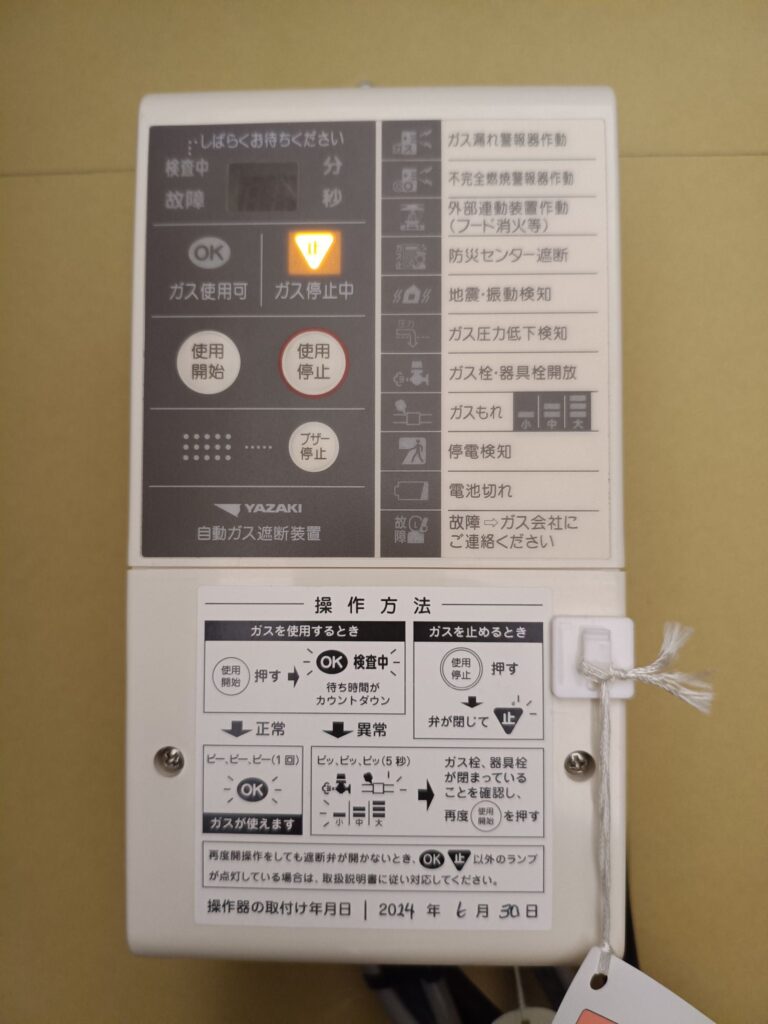 しばらくお待ちください
検査中 分
故障 秒
OK 止
ガス使用可 ガス停止中
使用
開始
使用
停止
ブザー
停止
YAZAKI
自動ガス遮断装置
ガス漏れ警報器作動
不完全燃焼警報器作動
外部連動装置作動
(フード消火等)
防災センター遮断
地震・振動検知
圧力
ガス圧力低下検知
ガス栓・器具栓開放
ガスもれ 小 中 大
停電検知
電池切れ
故障
故障⇨ガス会社に
ご連絡ください
操作方法
ガスを使用するとき
使用
開始
押す OK 検査中
待ち時間が
カウントダウン
正常 異常
ピー、ピー、ピー(1回)
OK
ガスが使えます
ピッ、ピッ、ピッ(5秒)
小 中 大
ガス栓、器具栓
が閉まっている
ことを確認し、
再度 使用開始 を押す
ガスを止めるとき
使用
停止
押す
弁が閉じて 止
再度開操作をしても遮断弁が開かないとき、OK 止 以外のランプ
が点灯している場合は、取扱説明書に従い対応してください。
操作器の取付け年月日 | 2024 年 6 月 30 日